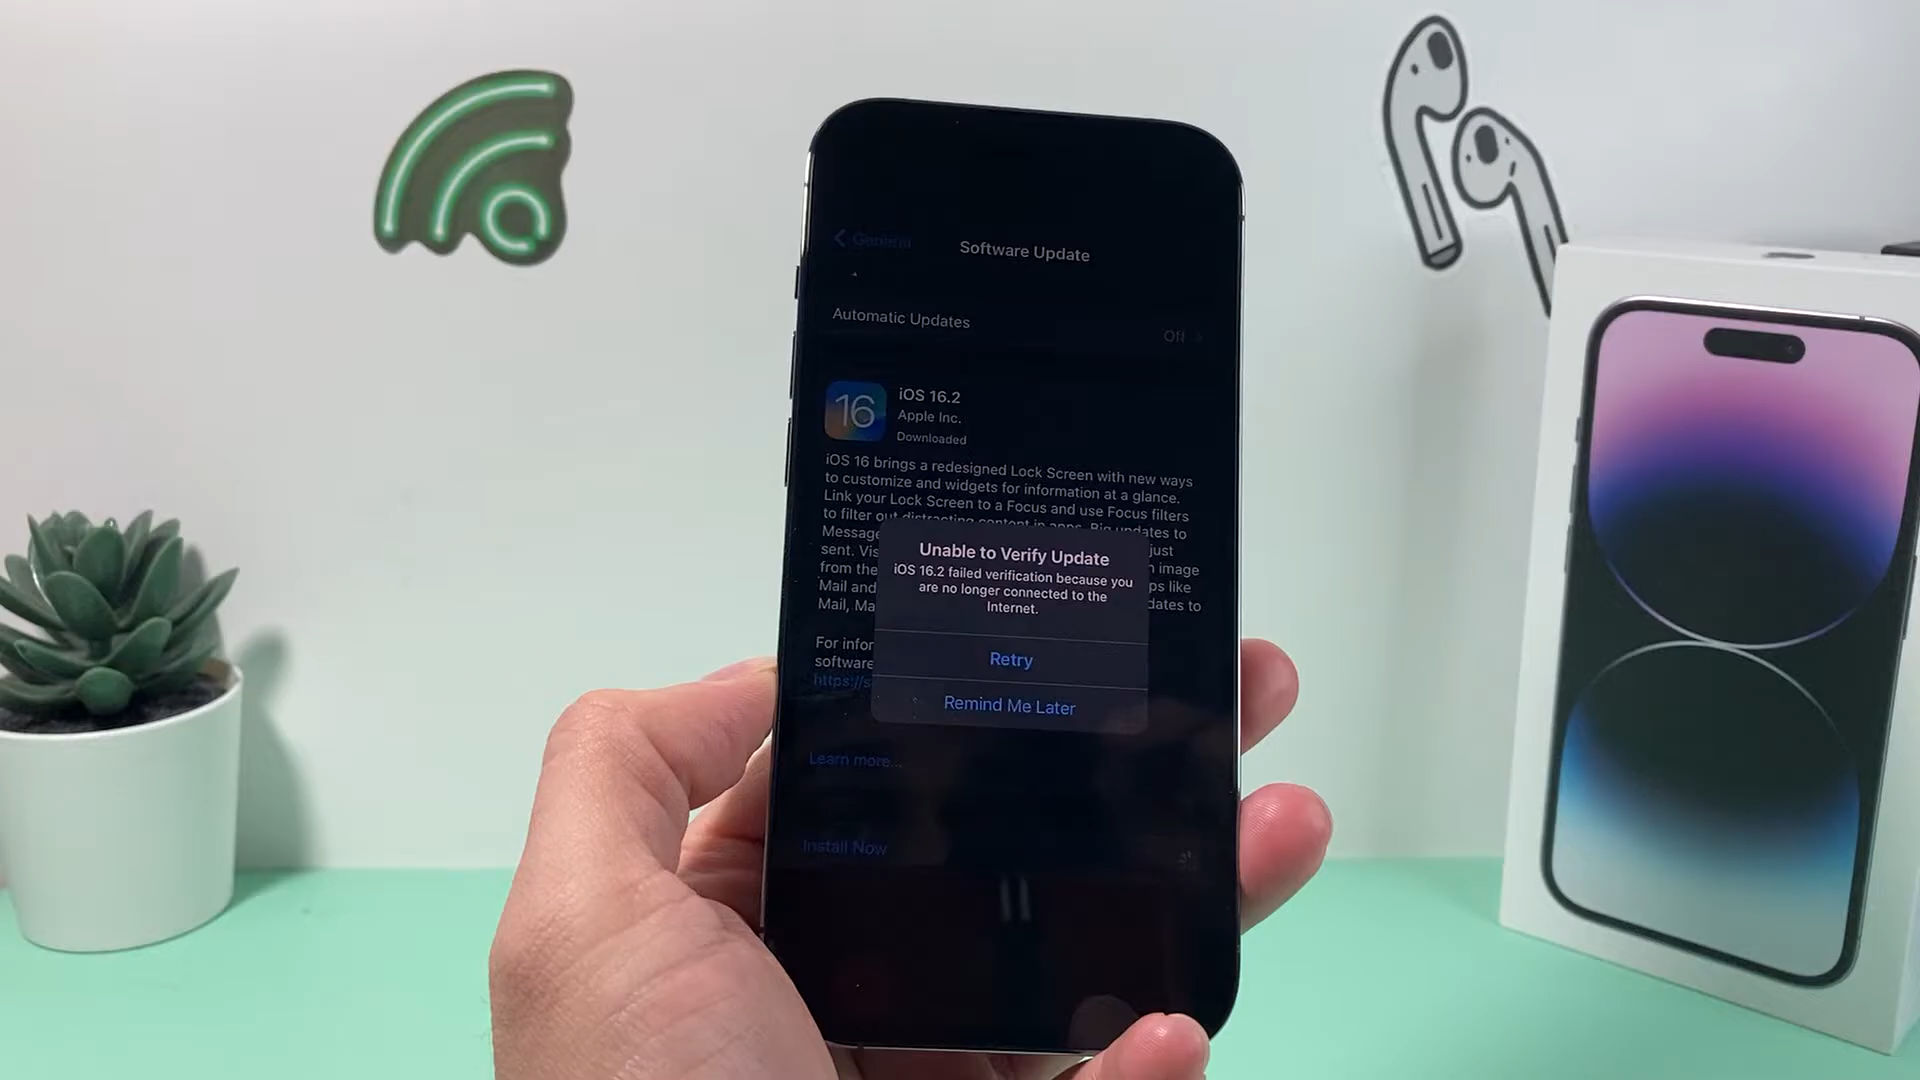 General
Software Update
Automatic Updates
Off
16
iOS 16.2
Apple Inc.
Downloaded
iOS 16 brings a redesigned Lock Screen with new ways
to customize and widgets for information at a glance.
Link your Lock Screen to a Focus and use Focus filters
to filter out distracting content in apps. Big updates to
Message
just
sent. Vis
n image
from the
ps like
Mail and
dates to
Mail, Ma
Unable to Verify Update
iOS 16.2 failed verification because you
are no longer connected to the
Internet.
For infor
software
https://s
Retry
Remind Me Later
Learn more...
Install Now